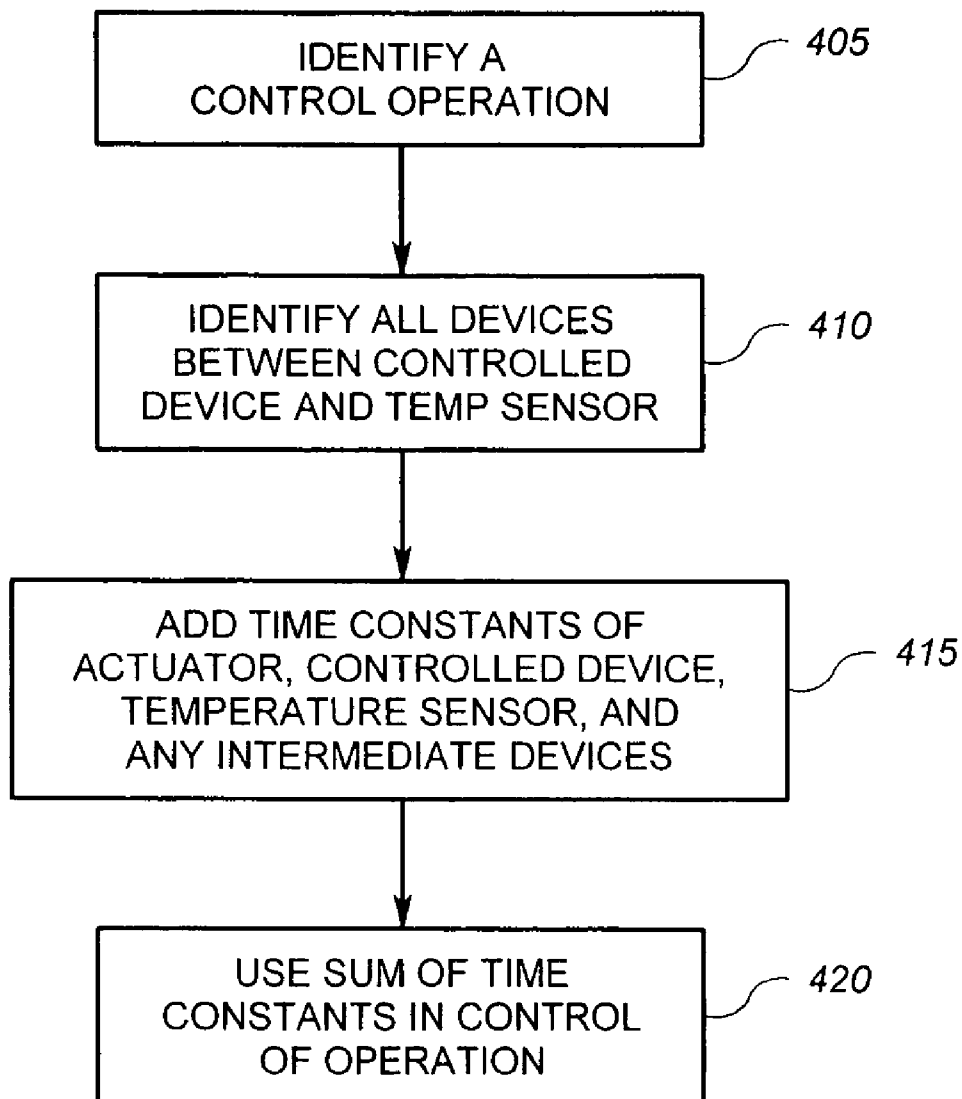 IDENTIFY A
CONTROL OPERATION
405
IDENTIFY ALL DEVICES
BETWEEN CONTROLLED
DEVICE AND TEMP SENSOR
410
ADD TIME CONSTANTS OF
ACTUATOR, CONTROLLED DEVICE,
TEMPERATURE SENSOR, AND
ANY INTERMEDIATE DEVICES
415
USE SUM OF TIME
CONSTANTS IN CONTROL
OF OPERATION
420